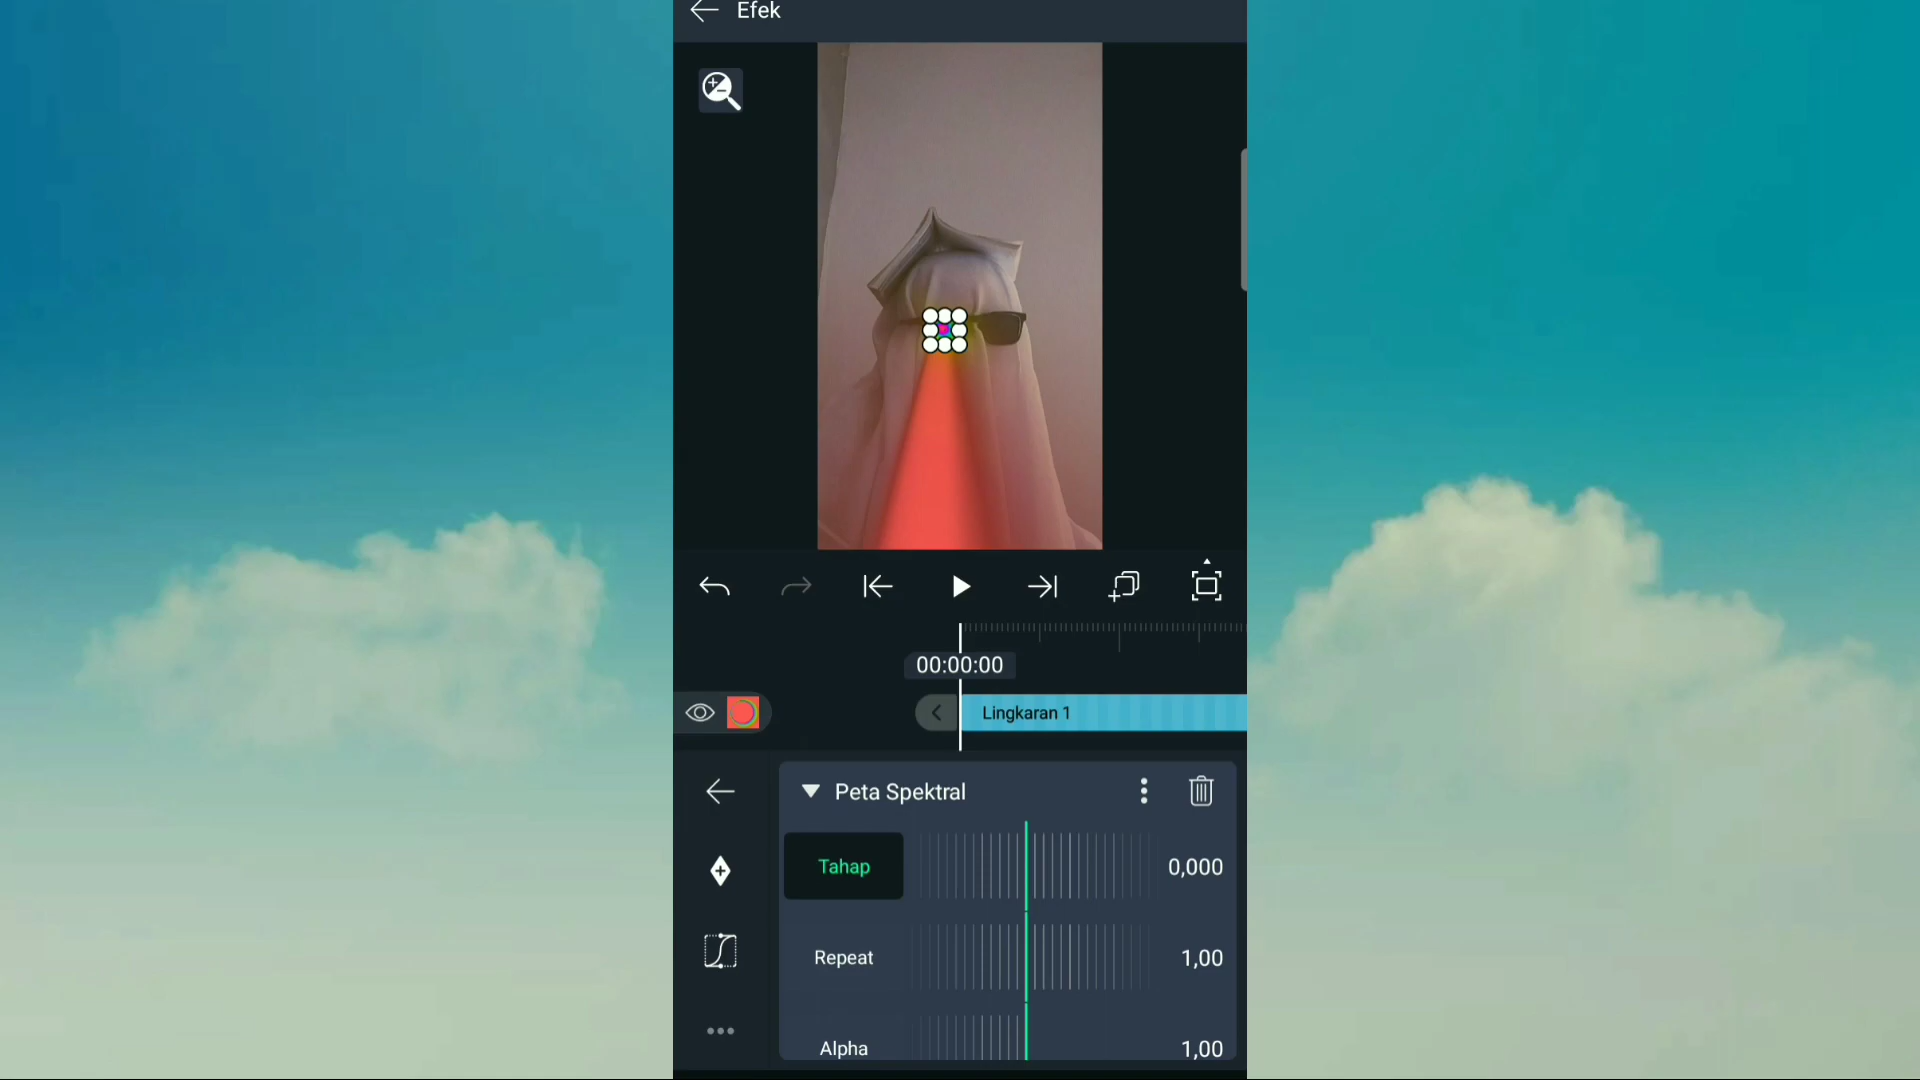 Efek
00:00:00
Lingkaran 1
Peta Spektral
Tahap 0,000
Repeat 1,00
Alpha 1,00